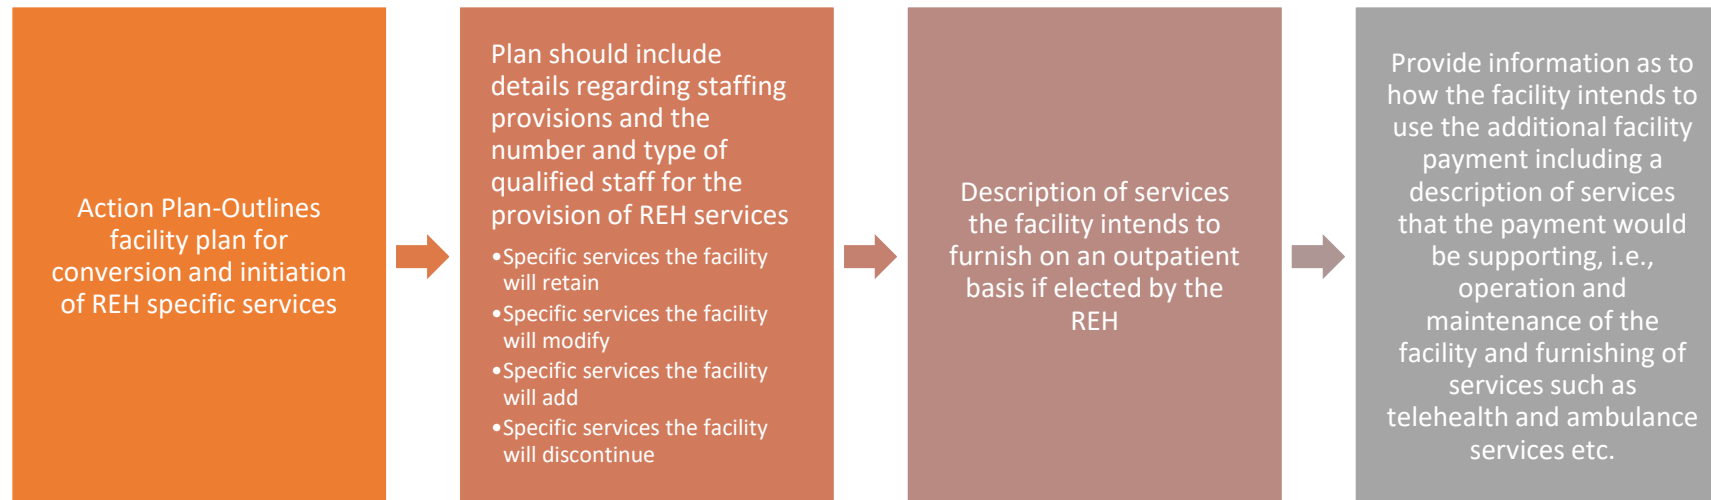 Action Plan-Outlines
facility plan for
conversion and initiation
of REH specific services
Plan should include
details regarding staffing
provisions and the
number and type of
qualified staff for the
provision of REH services
•Specific services the facility
will retain
•Specific services the facility
will modify
•Specific services the facility
will add
•Specific services the facility
will discontinue
Description of services
the facility intends to
furnish on an outpatient
basis if elected by the
REH
Provide information as to
how the facility intends to
use the additional facility
payment including a
description of services
that the payment would
be supporting, i.e.,
operation and
maintenance of the
facility and furnishing of
services such as
telehealth and ambulance
services etc.